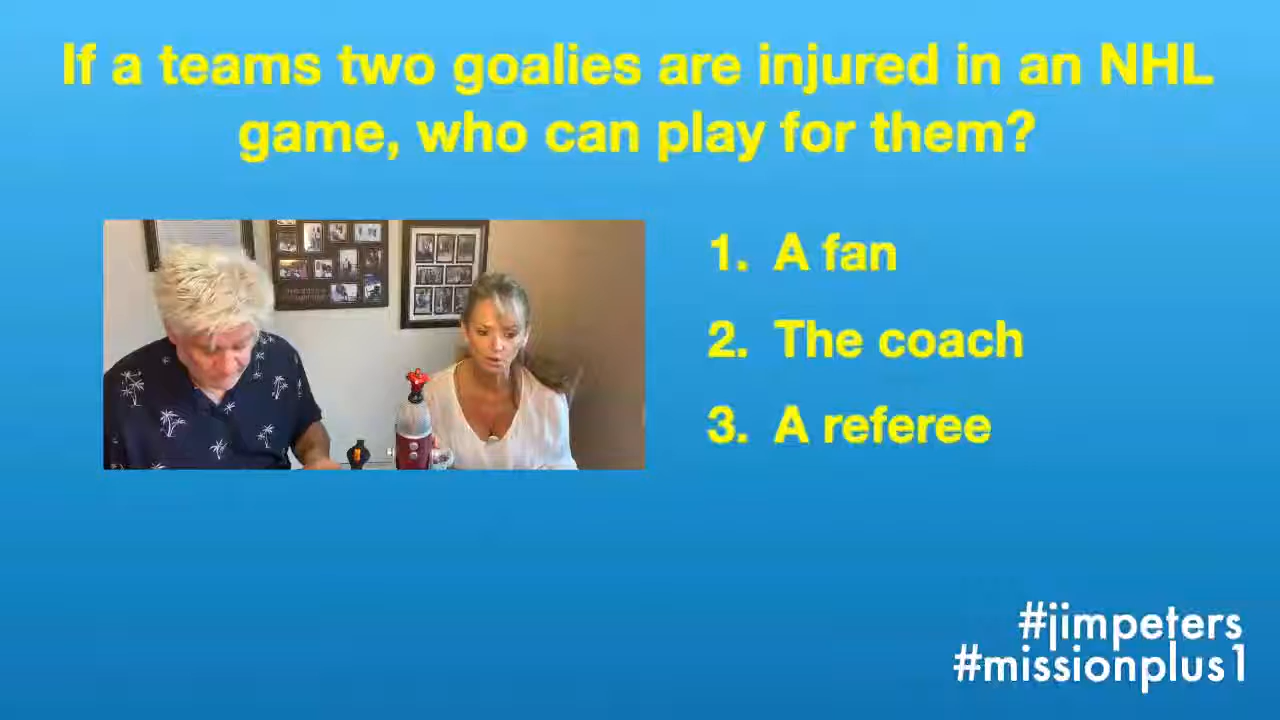 If a teams two goalies are injured in an NHL
game, who can play for them?
1. A fan
2. The coach
3. A referee
#jimpeters
#missionplus1